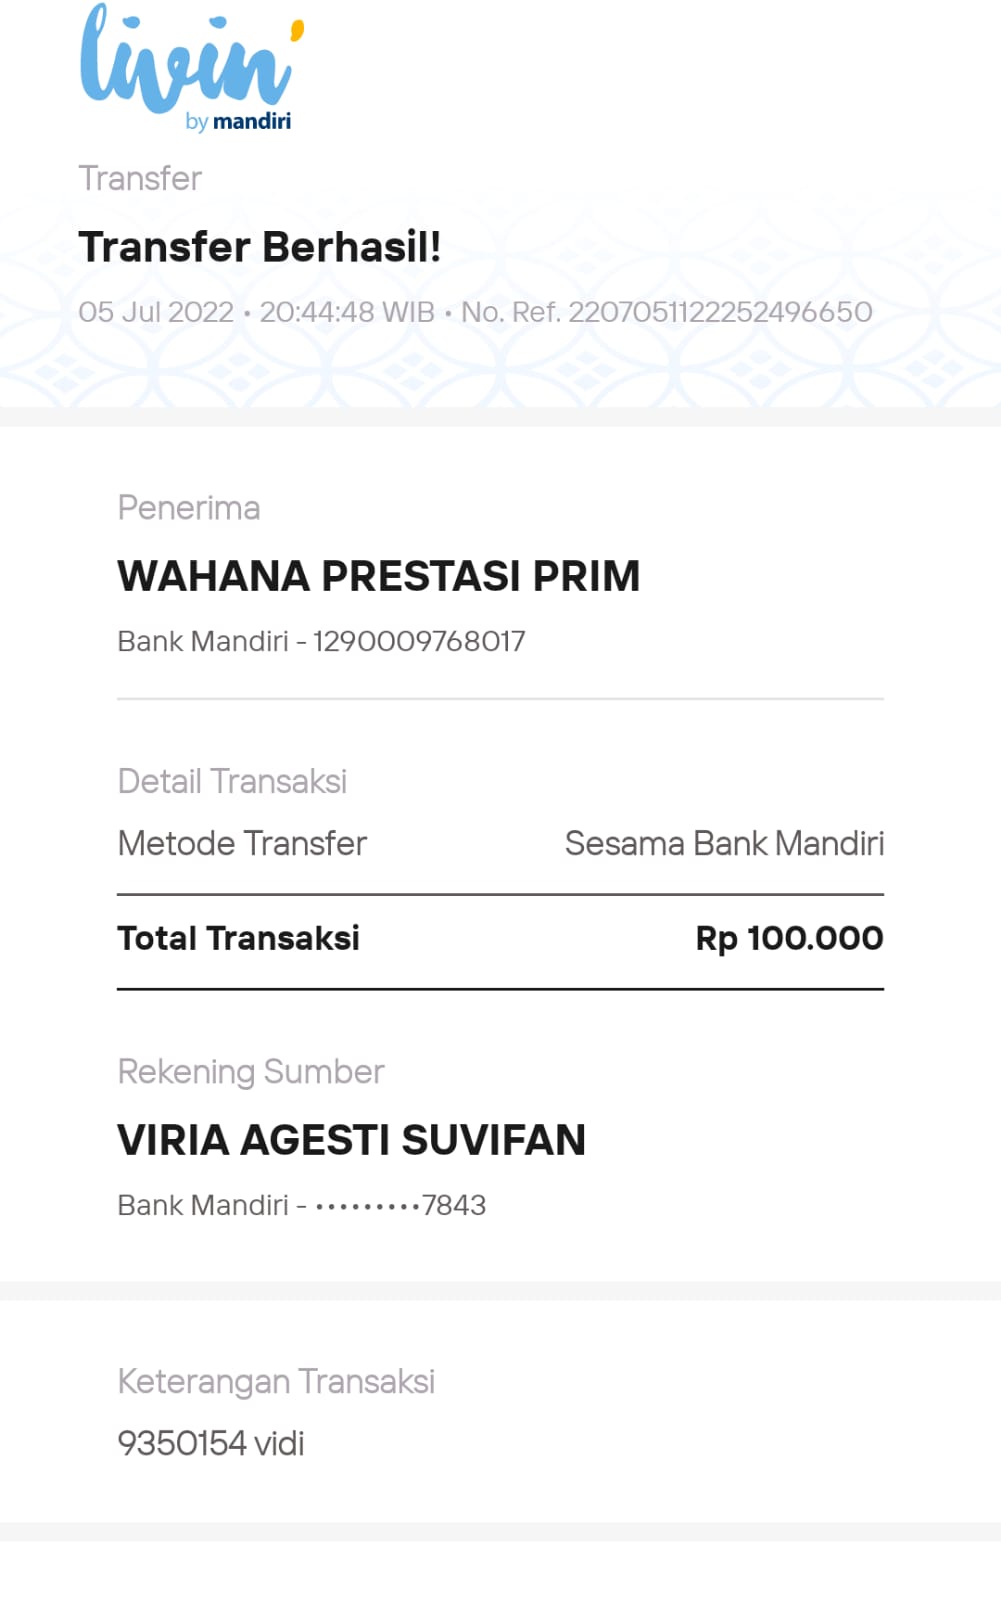 livin'
by mandiri
Transfer
Transfer Berhasil!
05 Jul 2022 • 20:44:48 WIB • No. Ref. 2207051122252496650
Penerima
WAHANA PRESTASI PRIM
Bank Mandiri - 1290009768017
Detail Transaksi
Metode Transfer Sesama Bank Mandiri
Total Transaksi Rp 100.000
Rekening Sumber
VIRIA AGESTI SUVIFAN
Bank Mandiri - •••••••••7843
Keterangan Transaksi
9350154 vidi